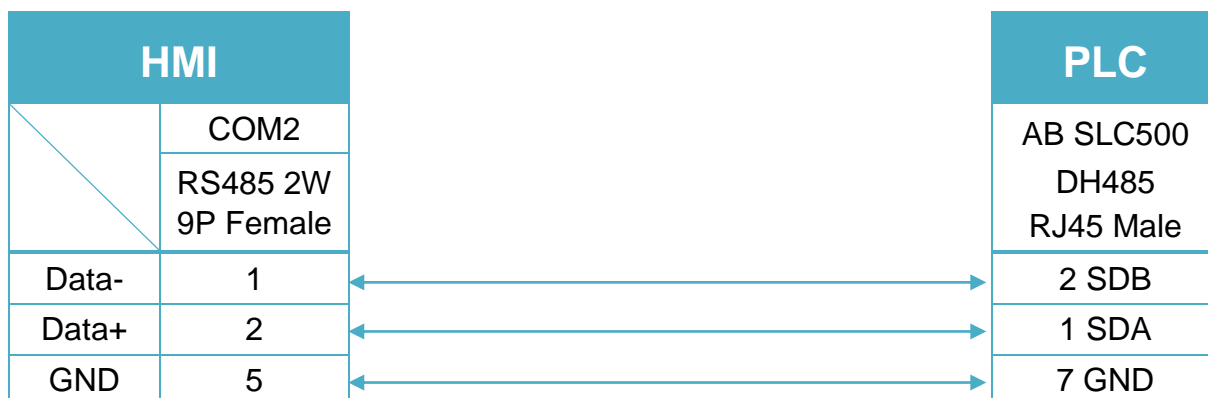 HMI PLC
COM2
RS485 2W
9P Female
AB SLC500
DH485
RJ45 Male
Data- 1 2 SDB
Data+ 2 1 SDA
GND 5 7 GND